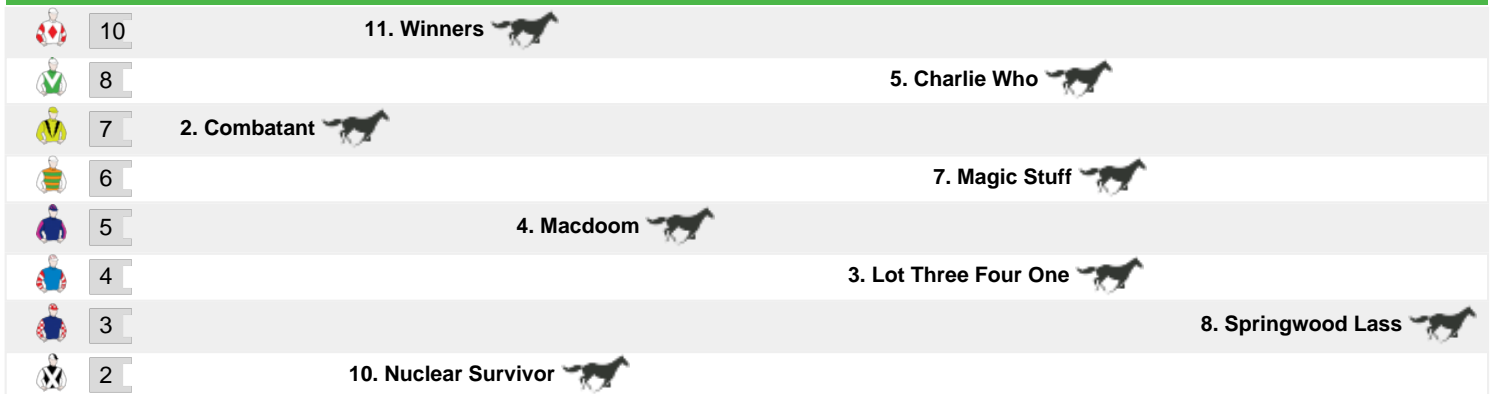 10 11. Winners
8 5. Charlie Who
7 2. Combatant
6 7. Magic Stuff
5 4. Macdoom
4 3. Lot Three Four One
3 8. Springwood Lass
2 10. Nuclear Survivor